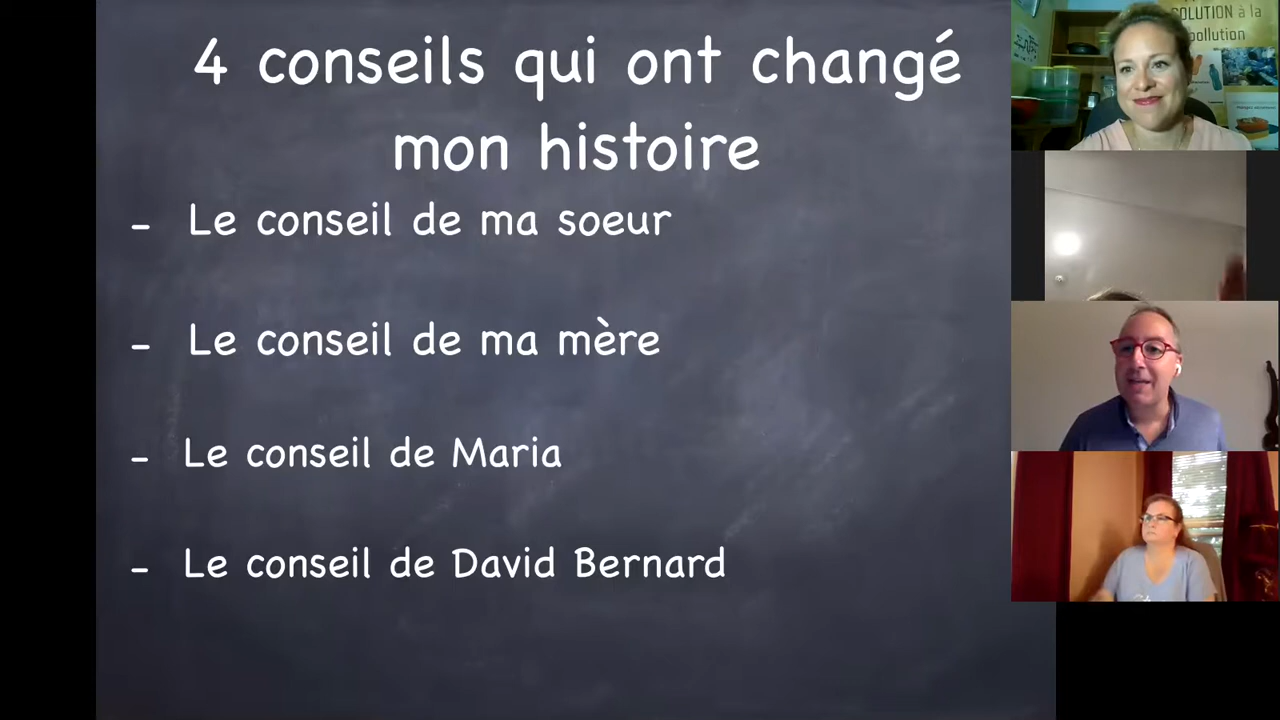 4 conseils qui ont changé
mon histoire
- Le conseil de ma soeur
- Le conseil de ma mère
- Le conseil de Maria
- Le conseil de David Bernard
SOLUTION à la
pollution